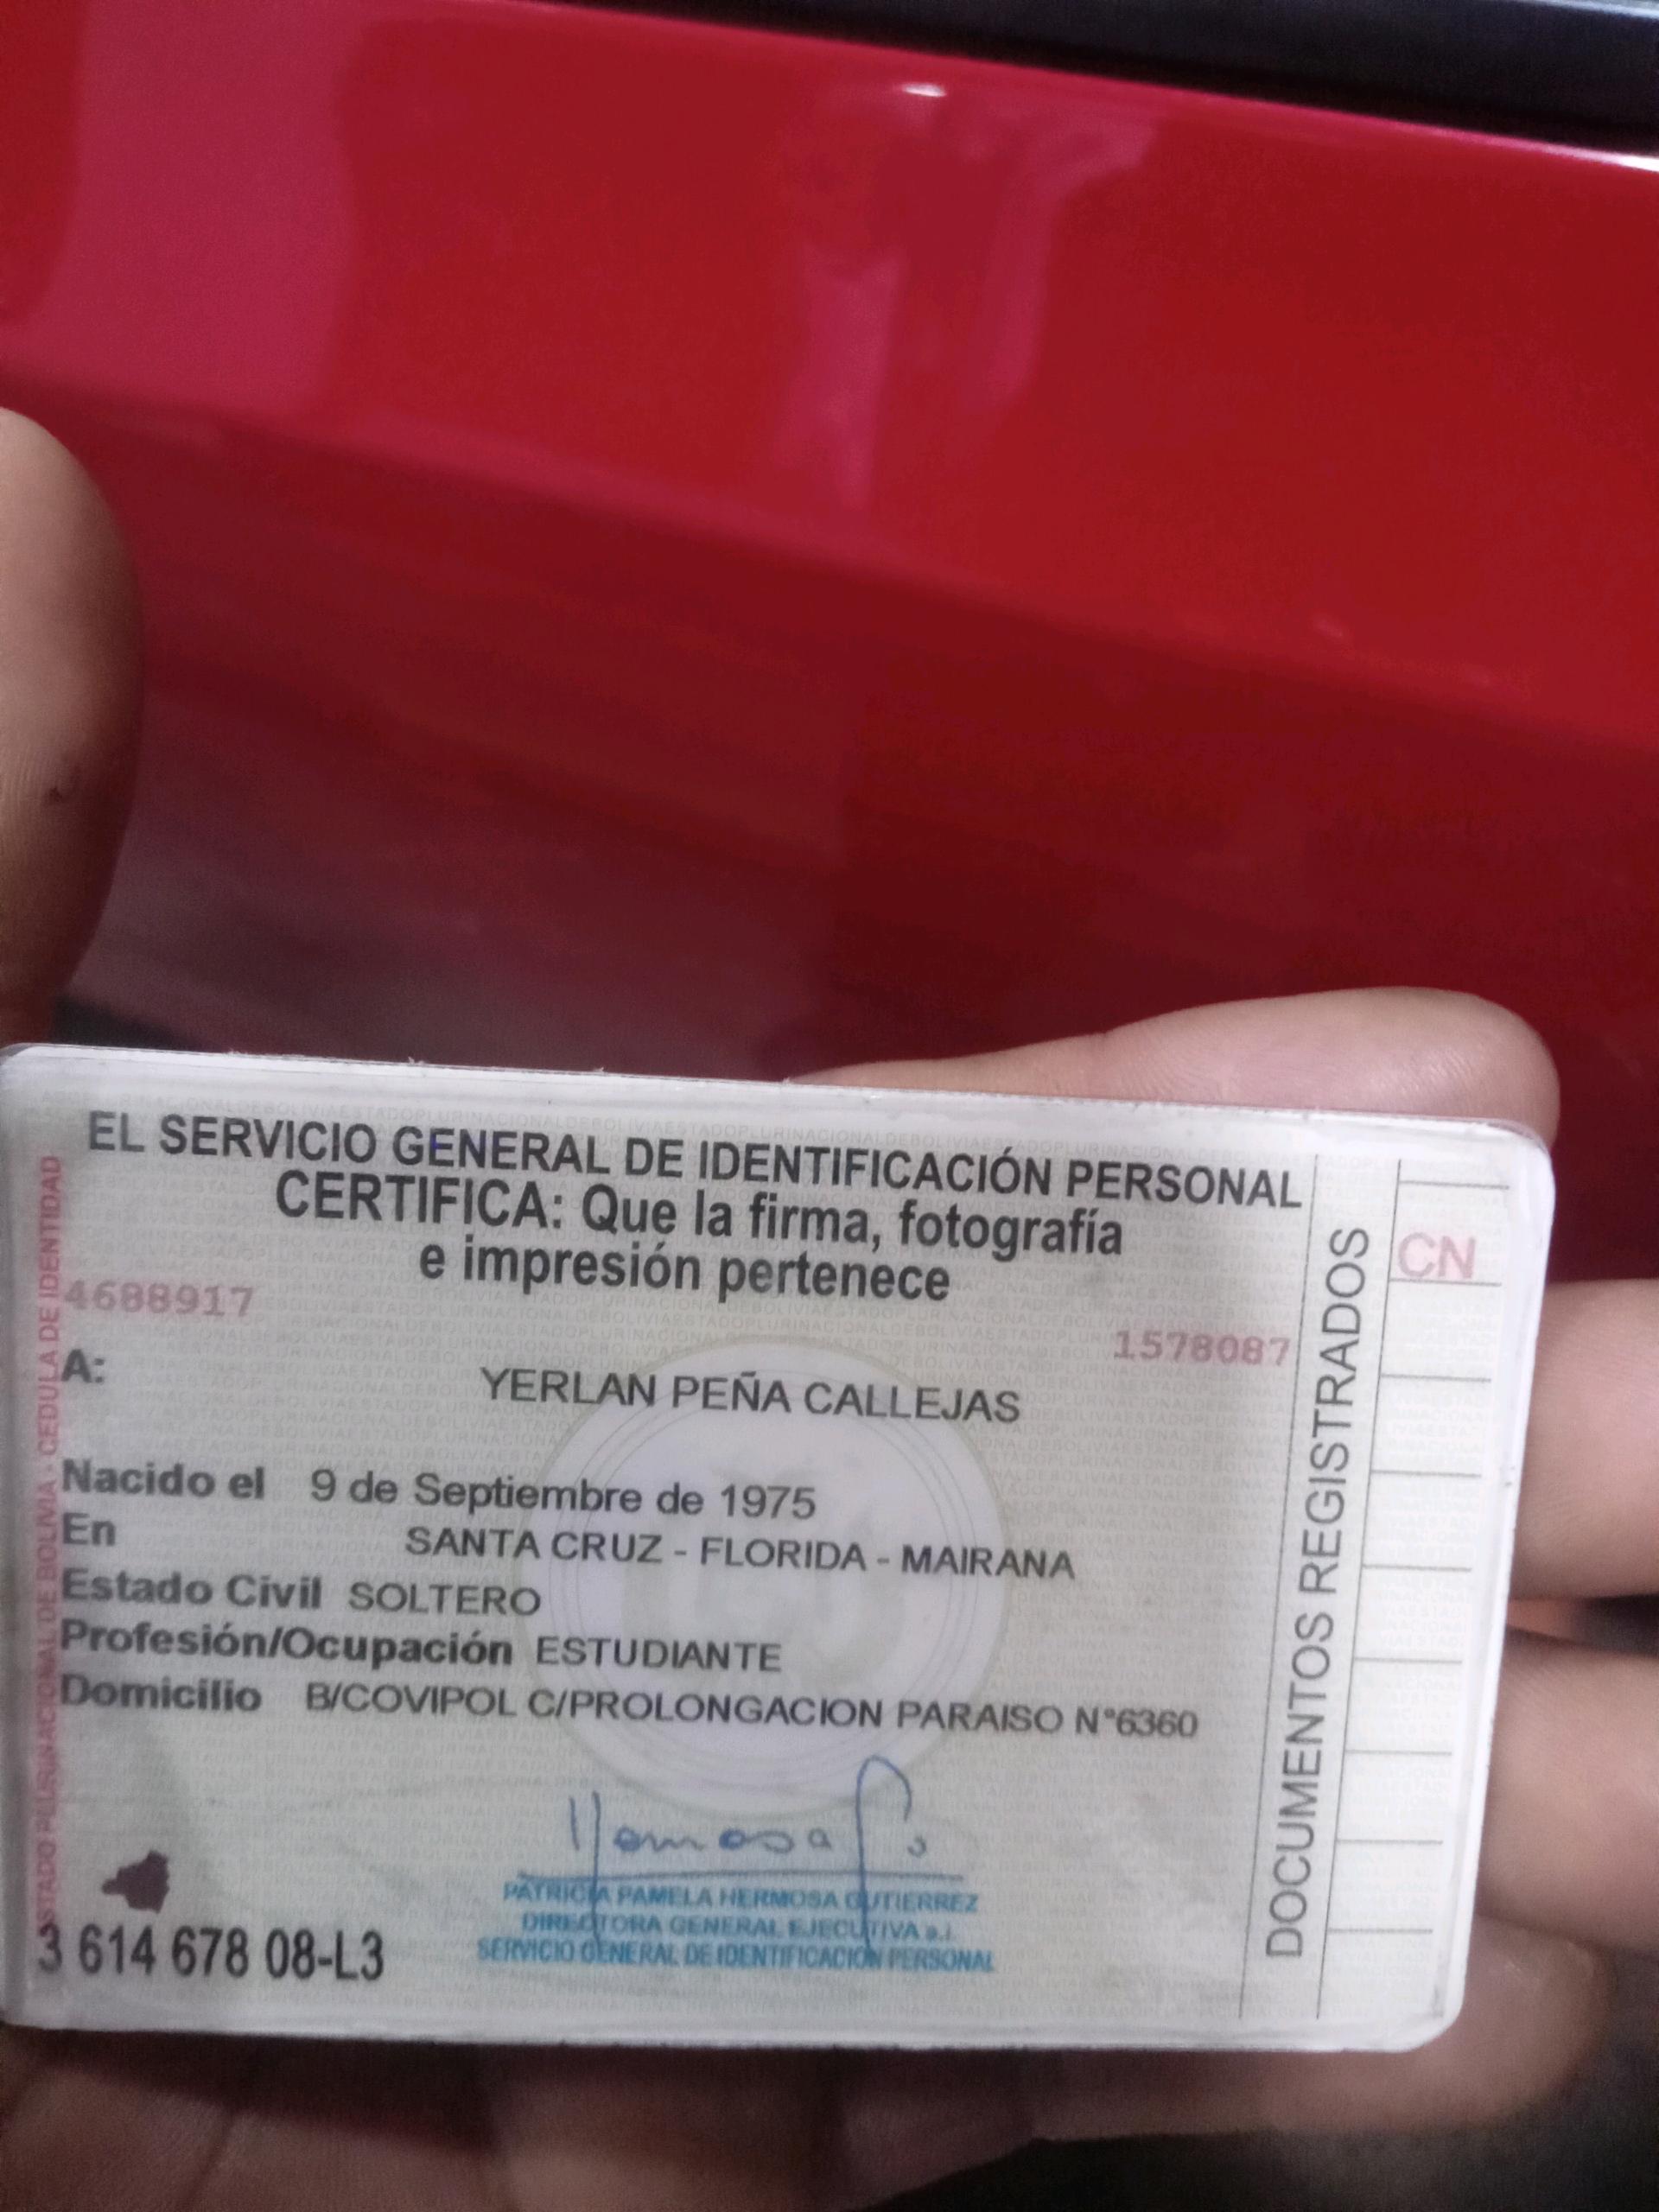 EL SERVICIO GENERAL DE IDENTIFICACIÓN PERSONAL
CERTIFICA: Que la firma, fotografía
e impresión pertenece
4688917
1578087
A:
YERLAN PEÑA CALLEJAS
Nacido el 9 de Septiembre de 1975
En SANTA CRUZ - FLORIDA - MAIRANA
Estado Civil SOLTERO
Profesión/Ocupación ESTUDIANTE
Domicilio B/COVIPOL C/PROLONGACION PARAISO N°6360
Hermosa
PATRICIA PAMELA HERMOSA GUTIERREZ
DIRECTORA GENERAL EJECUTIVA a.i.
SERVICIO GENERAL DE IDENTIFICACIÓN PERSONAL
3 614 678 08-L3
ESTADO PLURINACIONAL DE BOLIVIA - CEDULA DE IDENTIDAD
DOCUMENTOS REGISTRADOS
CN